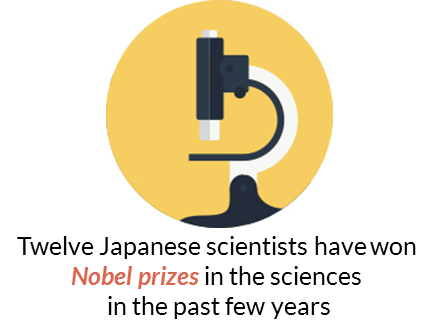 Twelve Japanese scientists have won
Nobel prizes in the sciences
in the past few years